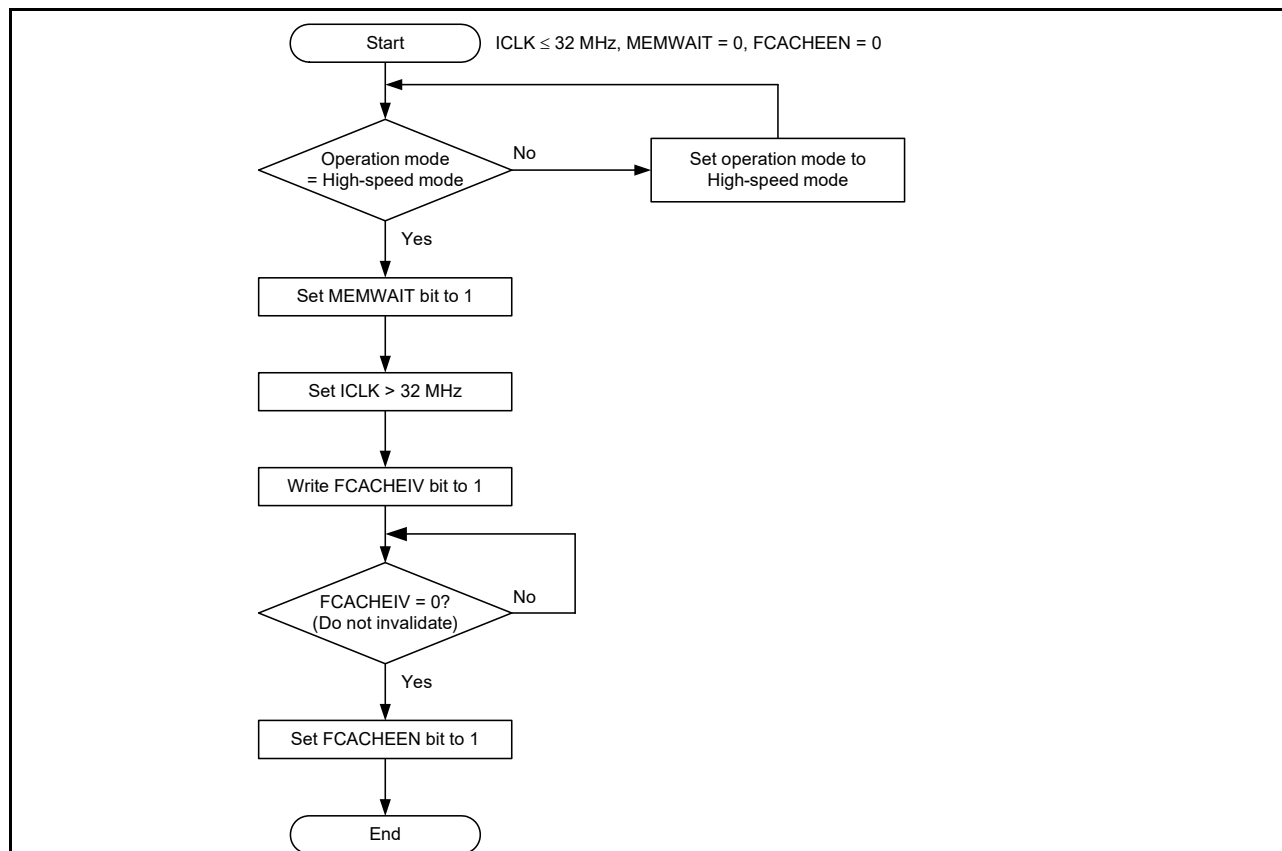 Start
ICLK ≤ 32 MHz, MEMWAIT = 0, FCACHEEN = 0
Operation mode
= High-speed mode
No
Set operation mode to
High-speed mode
Yes
Set MEMWAIT bit to 1
Set ICLK > 32 MHz
Write FCACHEIV bit to 1
FCACHEIV = 0?
(Do not invalidate)
No
Yes
Set FCACHEEN bit to 1
End